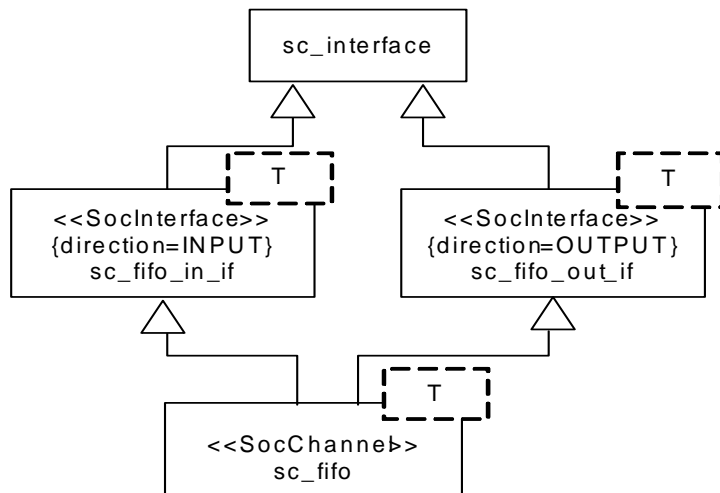 sc_interface
T
T
<<SocInterface>>
{direction=INPUT}
sc_fifo_in_if
<<SocInterface>>
{direction=OUTPUT}
sc_fifo_out_if
T
<<SocChannel>>
sc_fifo